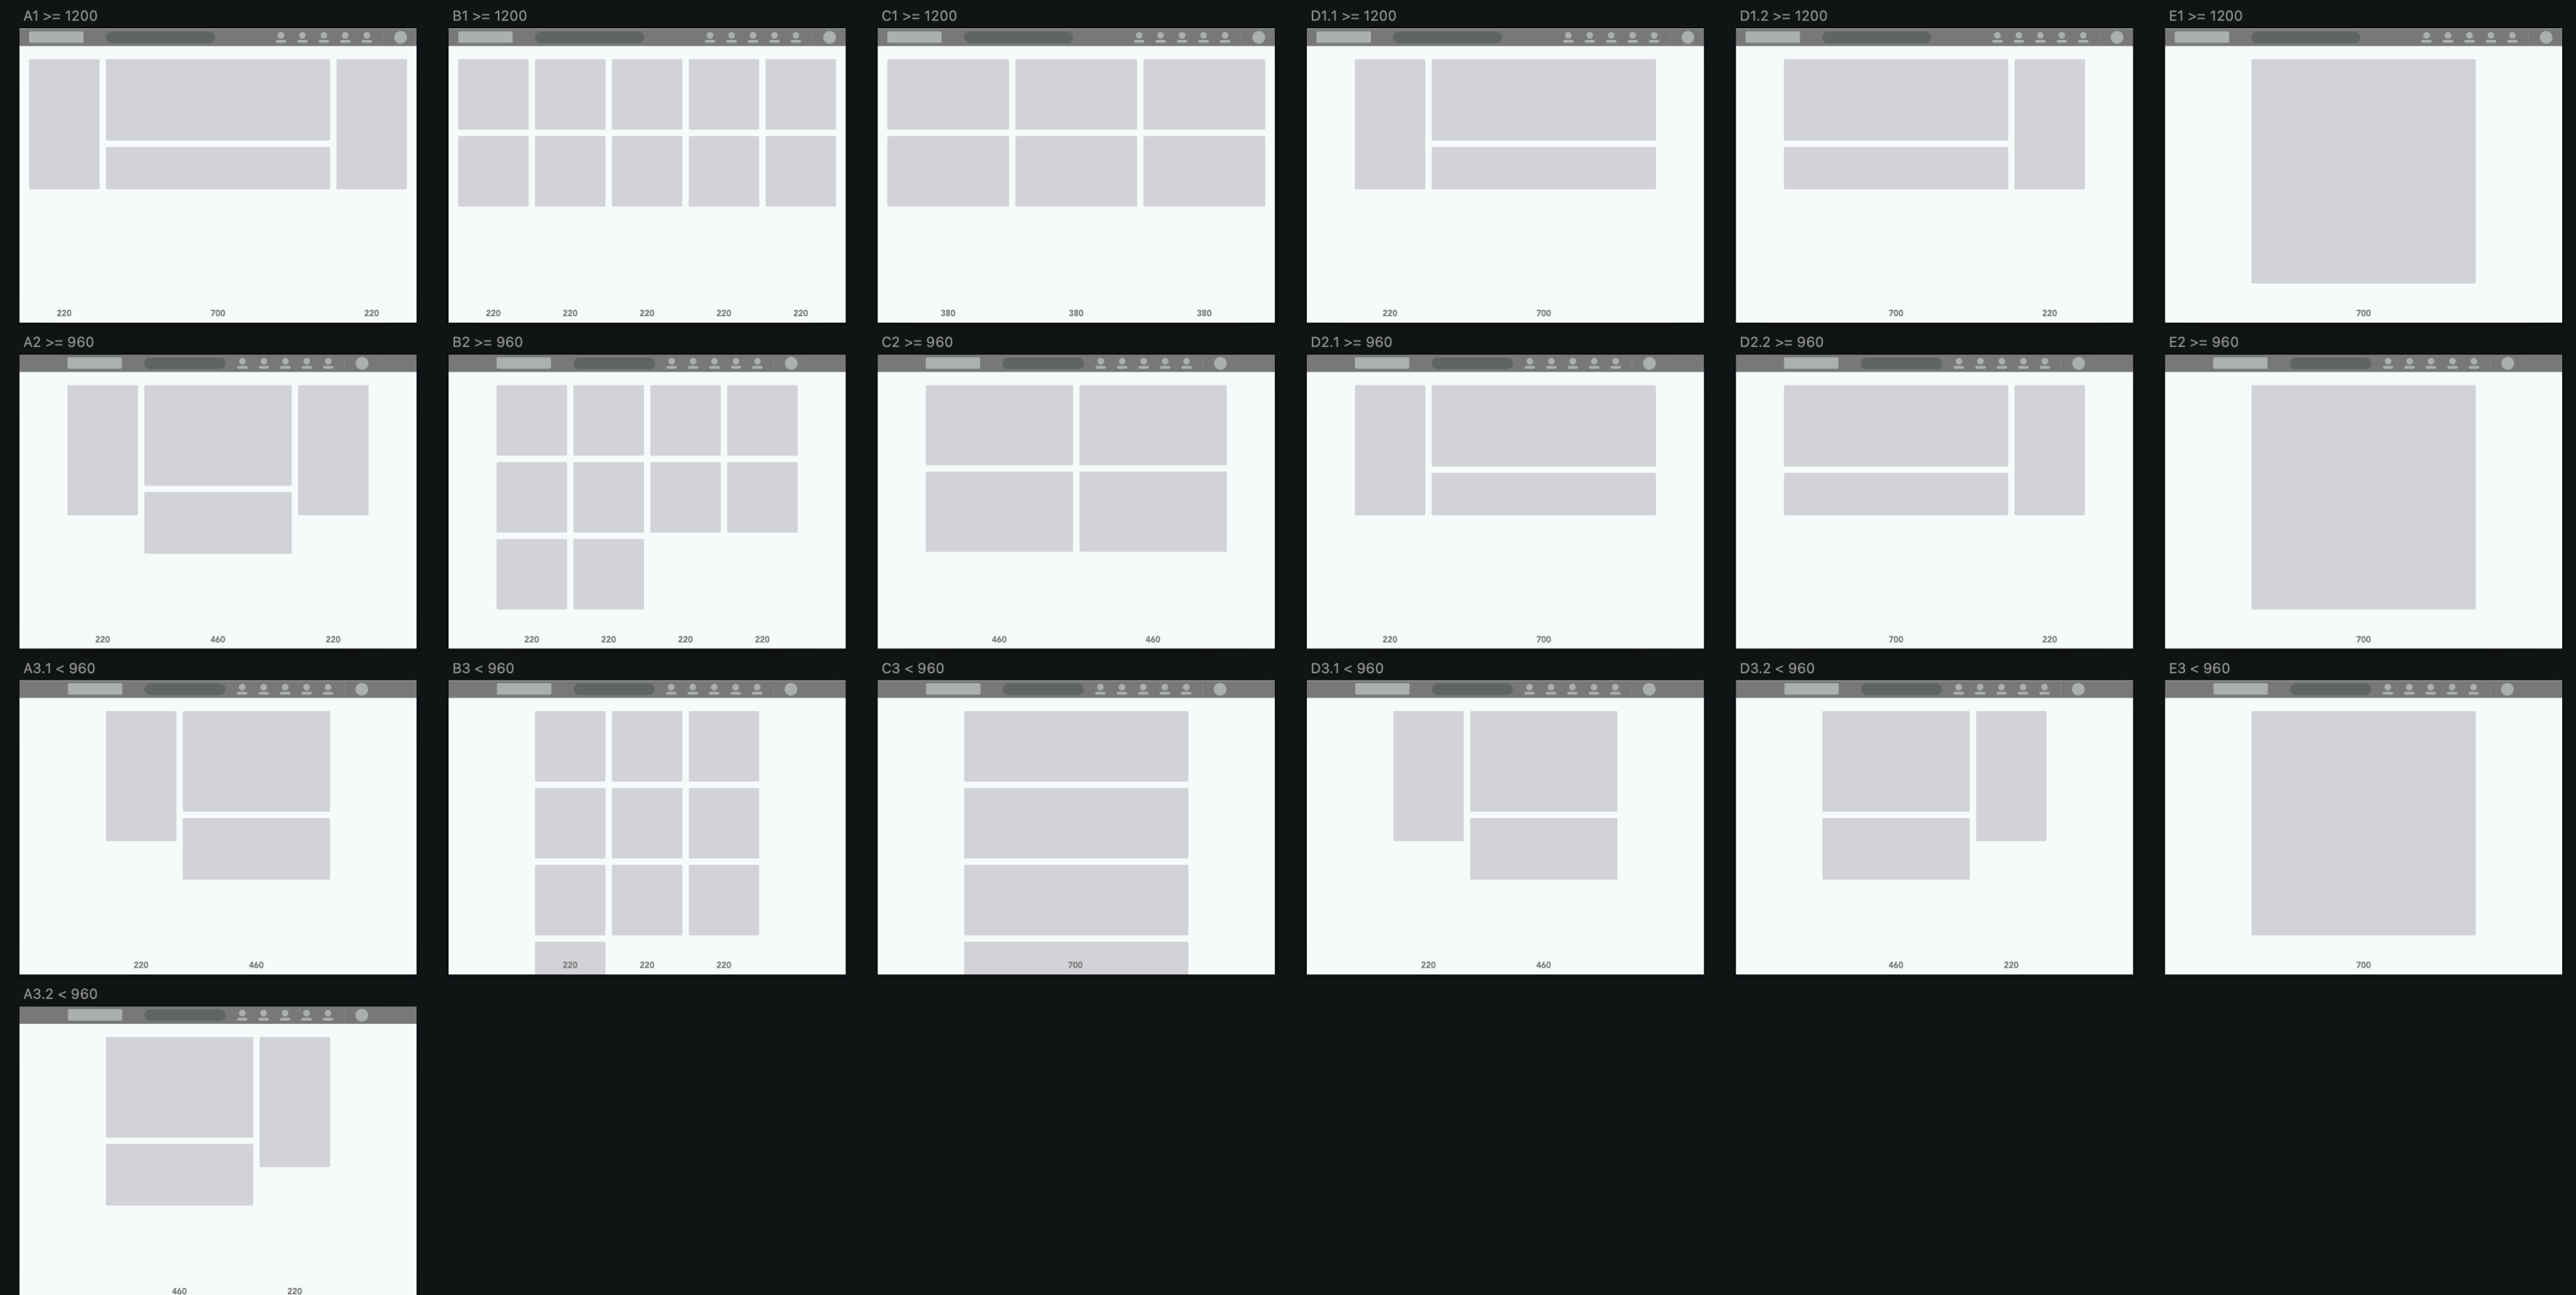 A1 >= 1200
B1 >= 1200
C1 >= 1200
D1.1 >= 1200
D1.2 >= 1200
E1 >= 1200
220 700 220
220 220 220 220 220
380 380 380
220 700
700 220
700
A2 >= 960
B2 >= 960
C2 >= 960
D2.1 >= 960
D2.2 >= 960
E2 >= 960
220 460 220
220 220 220 220
460 460
220 700
700 220
700
A3.1 < 960
B3 < 960
C3 < 960
D3.1 < 960
D3.2 < 960
E3 < 960
220 460
220 220 220
700
220 460
460 220
700
A3.2 < 960
460 220